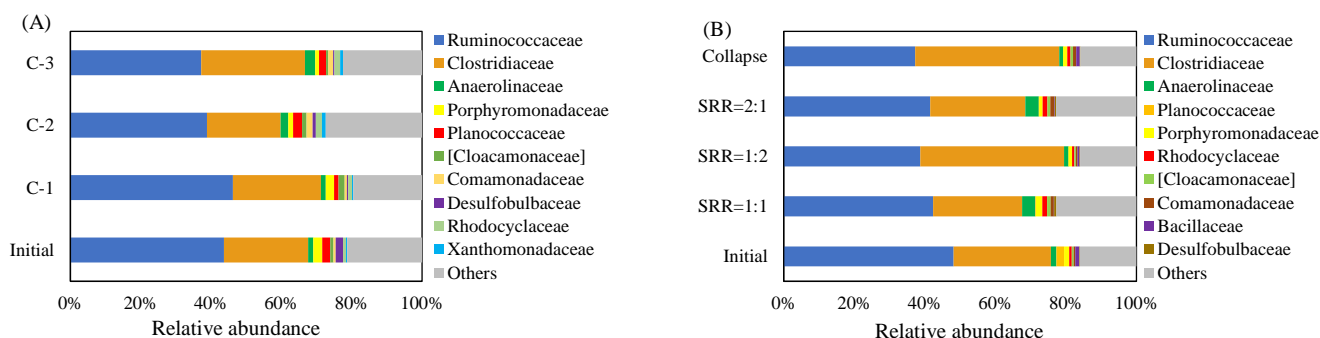 (A)
C-3
C-2
C-1
Initial
0% 20% 40% 60% 80% 100%
Relative abundance
Ruminococcaceae
Clostridiaceae
Anaerolinaceae
Porphyromonadaceae
Planococcaceae
[Cloacamonaceae]
Comamonadaceae
Desulfobulbaceae
Rhodocyclaceae
Xanthomonadaceae
Others
(B)
Collapse
SRR=2:1
SRR=1:2
SRR=1:1
Initial
0% 20% 40% 60% 80% 100%
Relative abundance
Ruminococcaceae
Clostridiaceae
Anaerolinaceae
Planococcaceae
Porphyromonadaceae
Rhodocyclaceae
[Cloacamonaceae]
Comamonadaceae
Bacillaceae
Desulfobulbaceae
Others